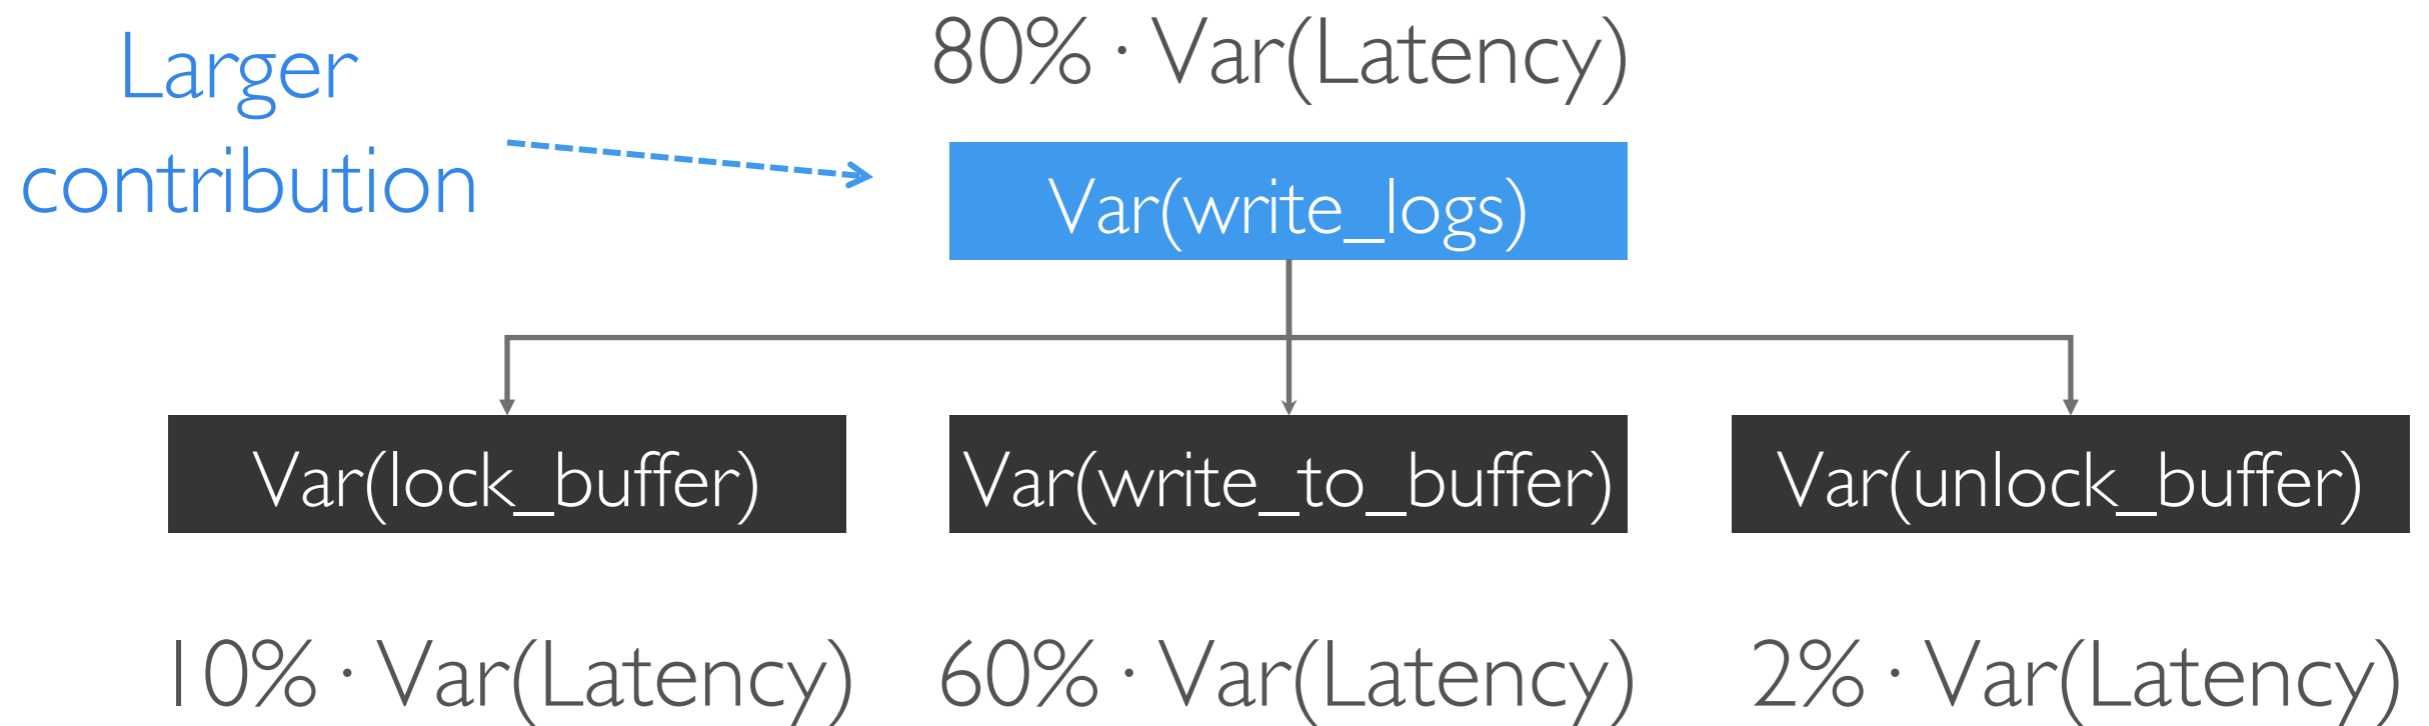 Larger
contribution
80% · Var(Latency)
Var(write_logs)
Var(lock_buffer)
Var(write_to_buffer)
Var(unlock_buffer)
10% · Var(Latency)
60% · Var(Latency)
2% · Var(Latency)